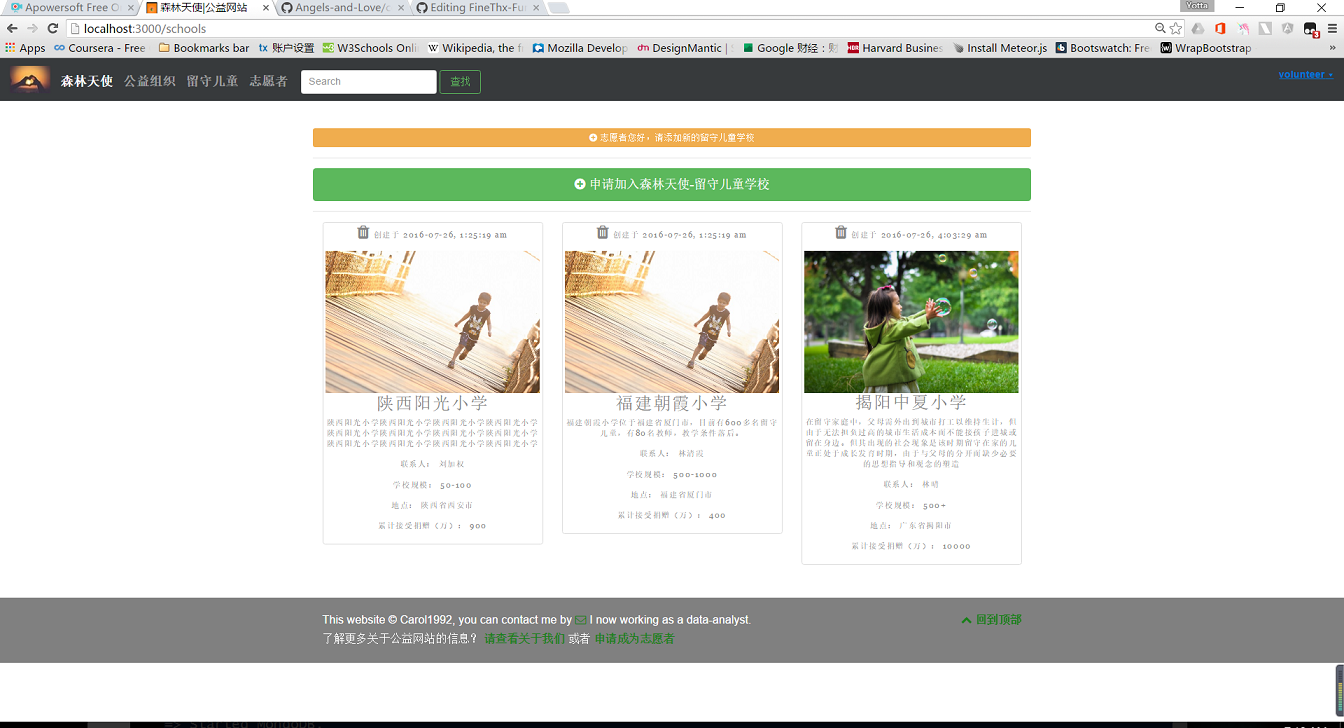 Apowersoft Free O
森林天使|公益网站
Angels-and-Love/c
Editing FineThx-Fu
Yotta
localhost:3000/schools
Apps
Coursera - Free
Bookmarks bar
账户设置
W3Schools Onli
Wikipedia, the f
Mozilla Develop
DesignMantic |
Google 财经：财
Harvard Busines
Install Meteor.js
Bootswatch: Fre
WrapBootstrap
森林天使 公益组织 留守儿童 志愿者 Search 查找
volunteer
志愿者您好，请添加新的留守儿童学校
申请加入森林天使-留守儿童学校
创建于 2016-07-26, 1:25:19 am
陕西阳光小学
陕西阳光小学陕西阳光小学陕西阳光小学陕西阳光小学
陕西阳光小学陕西阳光小学陕西阳光小学陕西阳光小学
陕西阳光小学陕西阳光小学陕西阳光小学陕西阳光小学
联系人： 刘加权
学校规模： 50-100
地点： 陕西省西安市
累计接受捐赠（万）： 900
创建于 2016-07-26, 1:25:19 am
福建朝霞小学
福建朝霞小学位于福建省厦门市，目前有600多名留守
儿童，有80名教师，教学条件落后。
联系人： 林清霞
学校规模： 500-1000
地点： 福建省厦门市
累计接受捐赠（万）： 400
创建于 2016-07-26, 4:03:29 am
揭阳中夏小学
在留守家庭中，父母需外出到城市打工以维持生计，但
由于无法担负过高的城市生活成本而不能接孩子进城或
留在身边。但其出现的社会现象是该时期留守在家的儿
童正处于成长发育时期，由于与父母的分开而缺少必要
的思想指导和观念的塑造
联系人： 林明
学校规模： 500+
地点： 广东省揭阳市
累计接受捐赠（万）： 10000
This website © Carol1992, you can contact me by I now working as a data-analyst.
回到顶部
了解更多关于公益网站的信息？ 请查看关于我们 或者 申请成为志愿者
=> Started MongoDB.